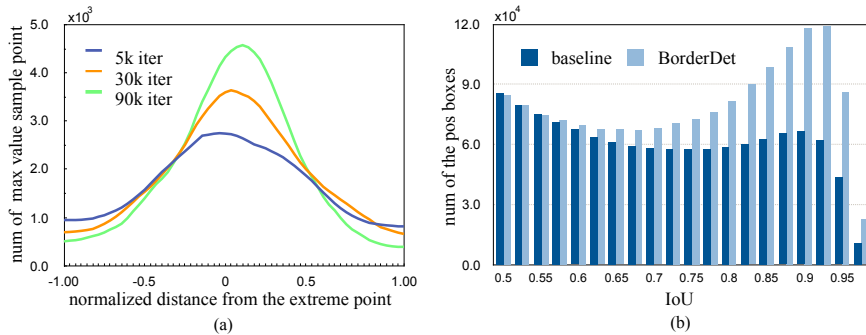 x10³
5.0
4.0
3.0
2.0
1.0
0.0
num of max value sample point
5k iter
30k iter
90k iter
-1.00 -0.5 0 0.5 1.00
normalized distance from the extreme point
(a)
x10⁴
12.0
9.0
6.0
3.0
0.0
num of the pos boxes
baseline BorderDet
0.5 0.55 0.6 0.65 0.7 0.75 0.8 0.85 0.9 0.95
IoU
(b)